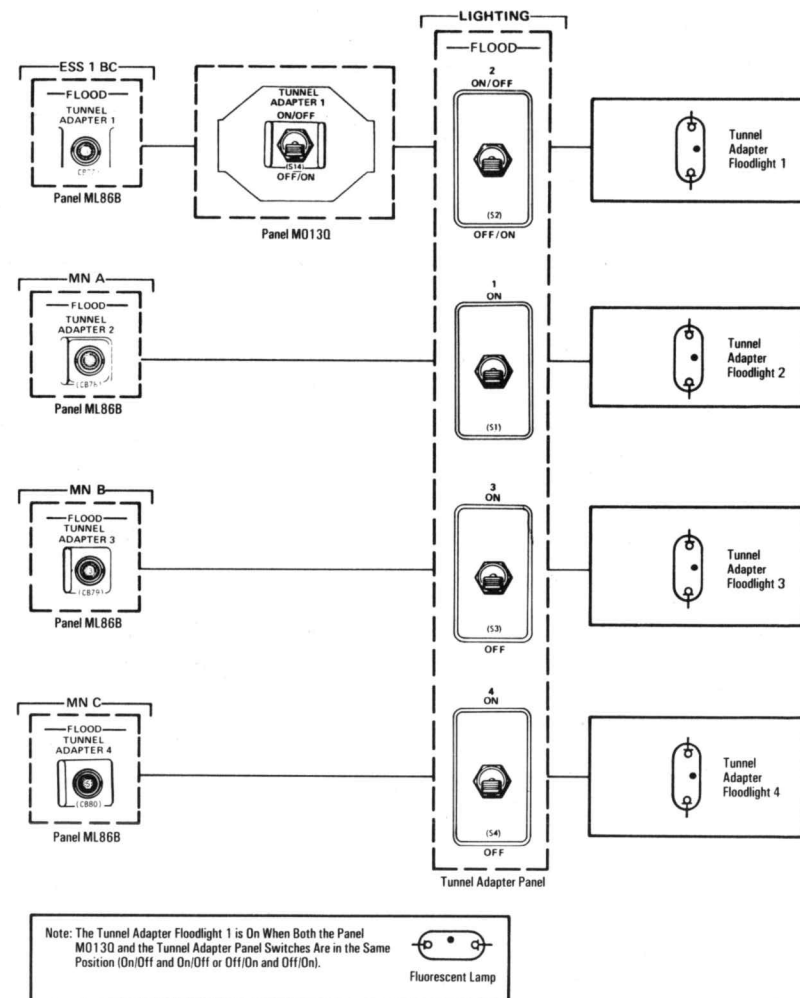 LIGHTING
FLOOD
ESS 1 BC
FLOOD
TUNNEL
ADAPTER 1
Panel ML86B
TUNNEL
ADAPTER 1
ON/OFF
(S14)
OFF/ON
Panel MO13Q
2
ON/OFF
(S2)
OFF/ON
Tunnel
Adapter
Floodlight 1
MN A
FLOOD
TUNNEL
ADAPTER 2
Panel ML86B
1
ON
(S1)
Tunnel
Adapter
Floodlight 2
MN B
FLOOD
TUNNEL
ADAPTER 3
(CB79)
Panel ML86B
3
ON
(S3)
OFF
Tunnel
Adapter
Floodlight 3
MN C
FLOOD
TUNNEL
ADAPTER 4
(CB80)
Panel ML86B
4
ON
(S4)
OFF
Tunnel
Adapter
Floodlight 4
Tunnel Adapter Panel
Note: The Tunnel Adapter Floodlight 1 is On When Both the Panel
MO13Q and the Tunnel Adapter Panel Switches Are in the Same
Position (On/Off and On/Off or Off/On and Off/On).
Fluorescent Lamp